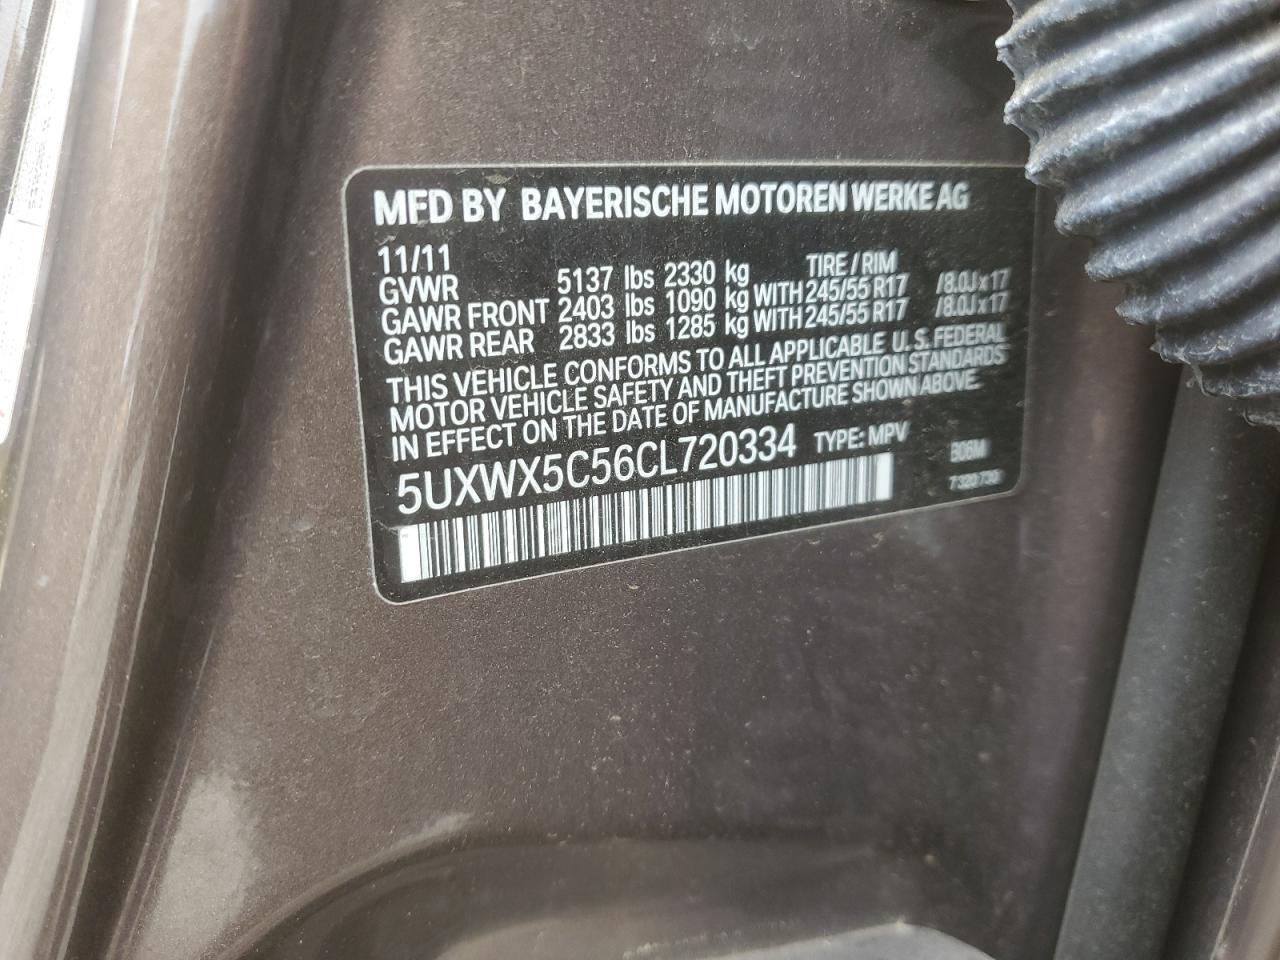 MFD BY BAYERISCHE MOTOREN WERKE AG
11/11 TIRE / RIM
GVWR 5137 lbs 2330 kg
GAWR FRONT 2403 lbs 1090 kg WITH 245/55 R17 /8.0J x 17
GAWR REAR 2833 lbs 1285 kg WITH 245/55 R17 /8.0J x 17
THIS VEHICLE CONFORMS TO ALL APPLICABLE U.S. FEDERAL
MOTOR VEHICLE SAFETY AND THEFT PREVENTION STANDARDS
IN EFFECT ON THE DATE OF MANUFACTURE SHOWN ABOVE.
5UXWX5C56CL720334 TYPE: MPV B06M
7 320 730